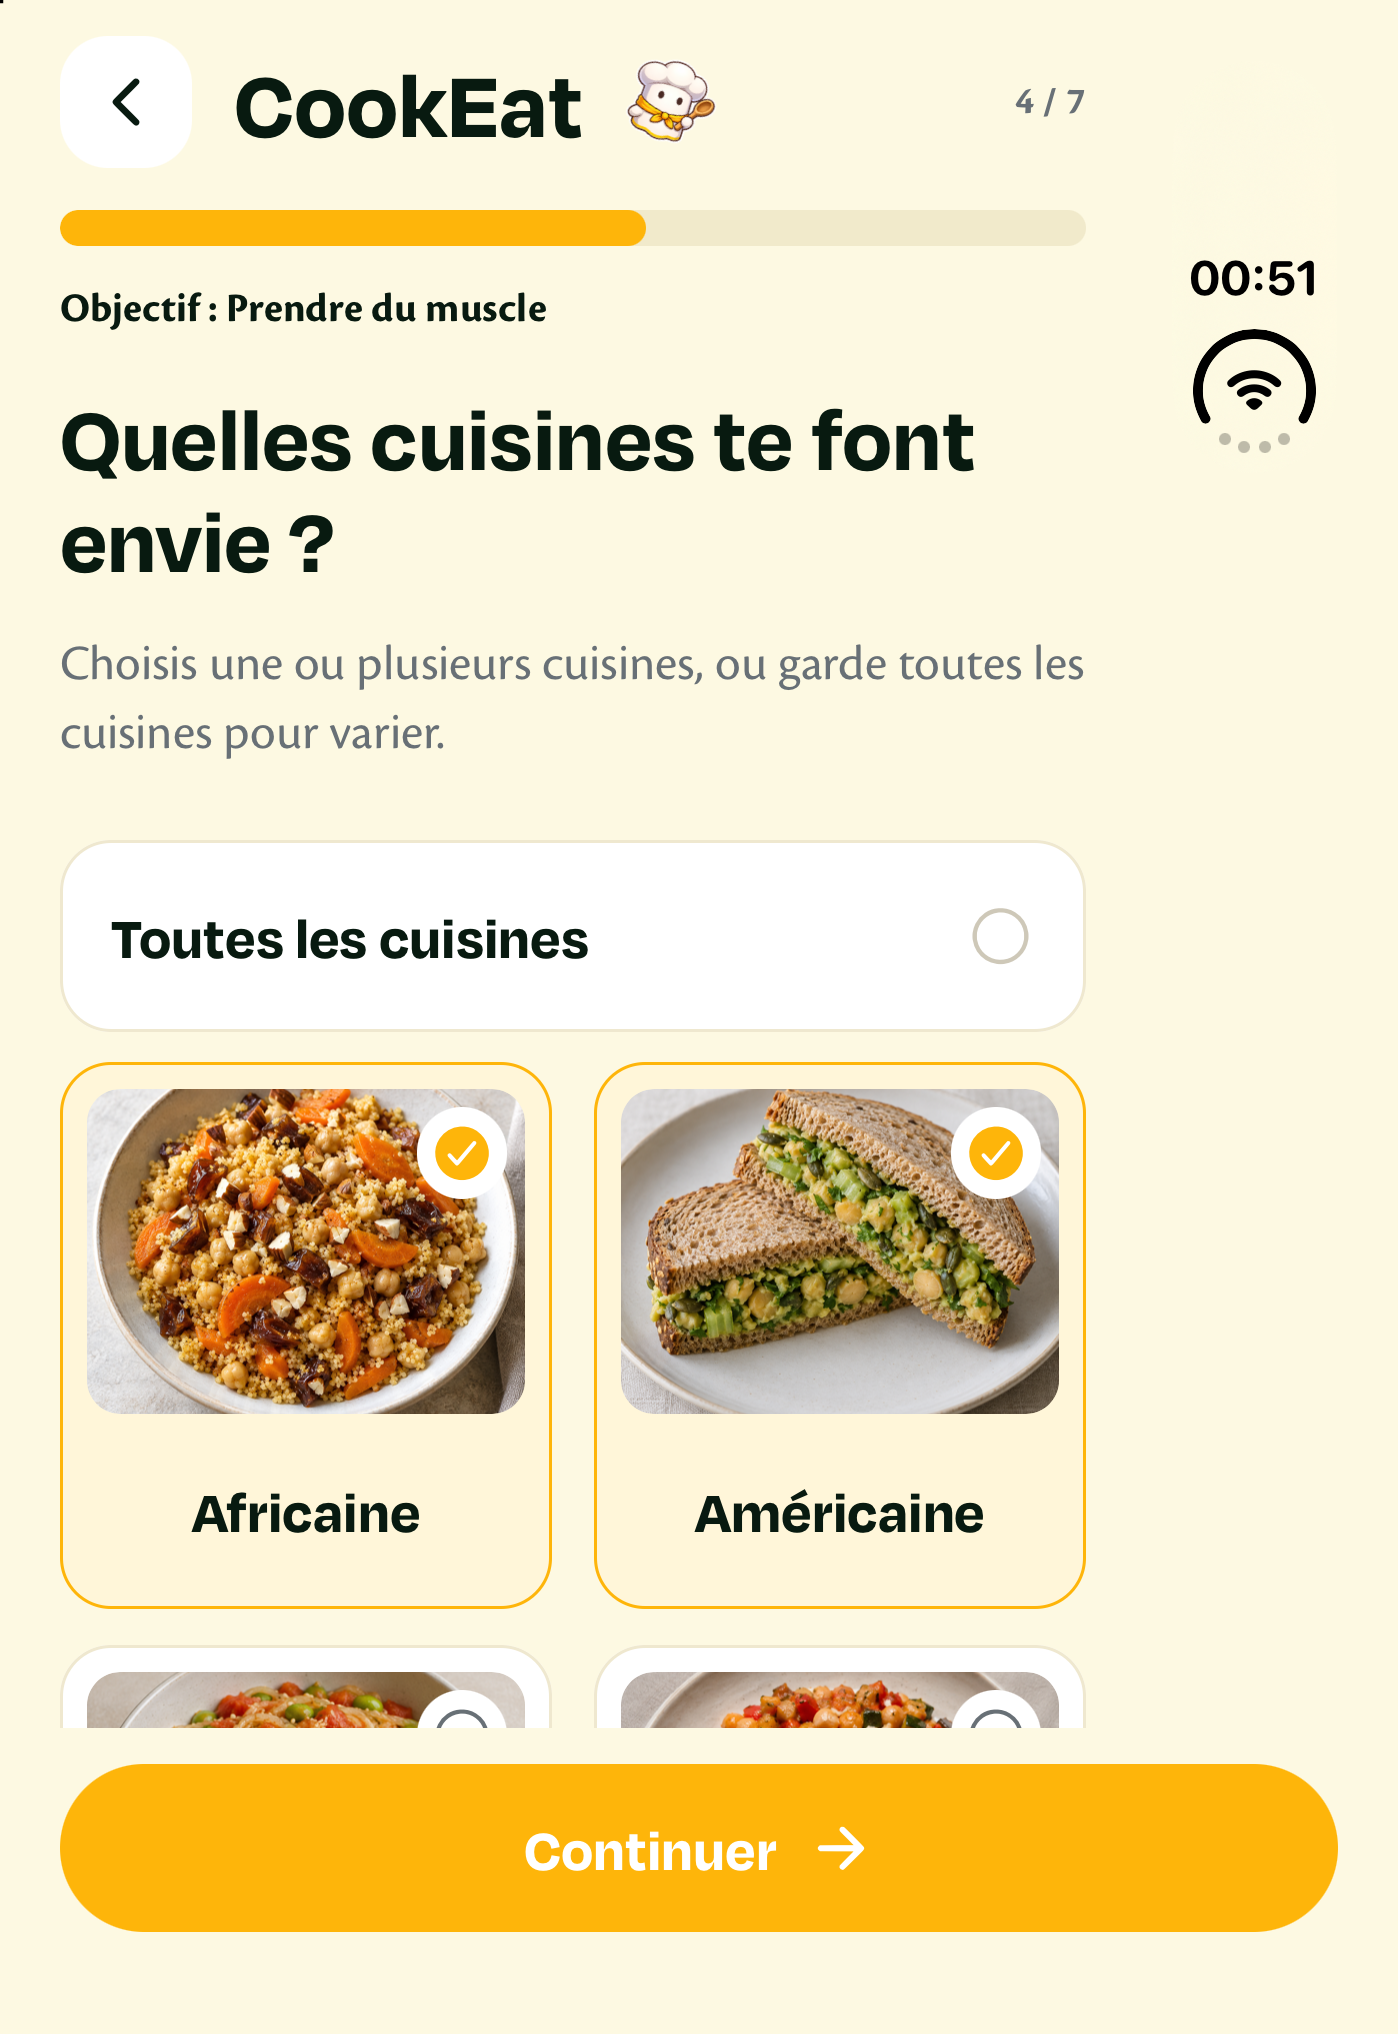 CookEat
4 / 7
00:51
Objectif : Prendre du muscle
Quelles cuisines te font
envie ?
Choisis une ou plusieurs cuisines, ou garde toutes les
cuisines pour varier.
Toutes les cuisines
Africaine
Américaine
Continuer